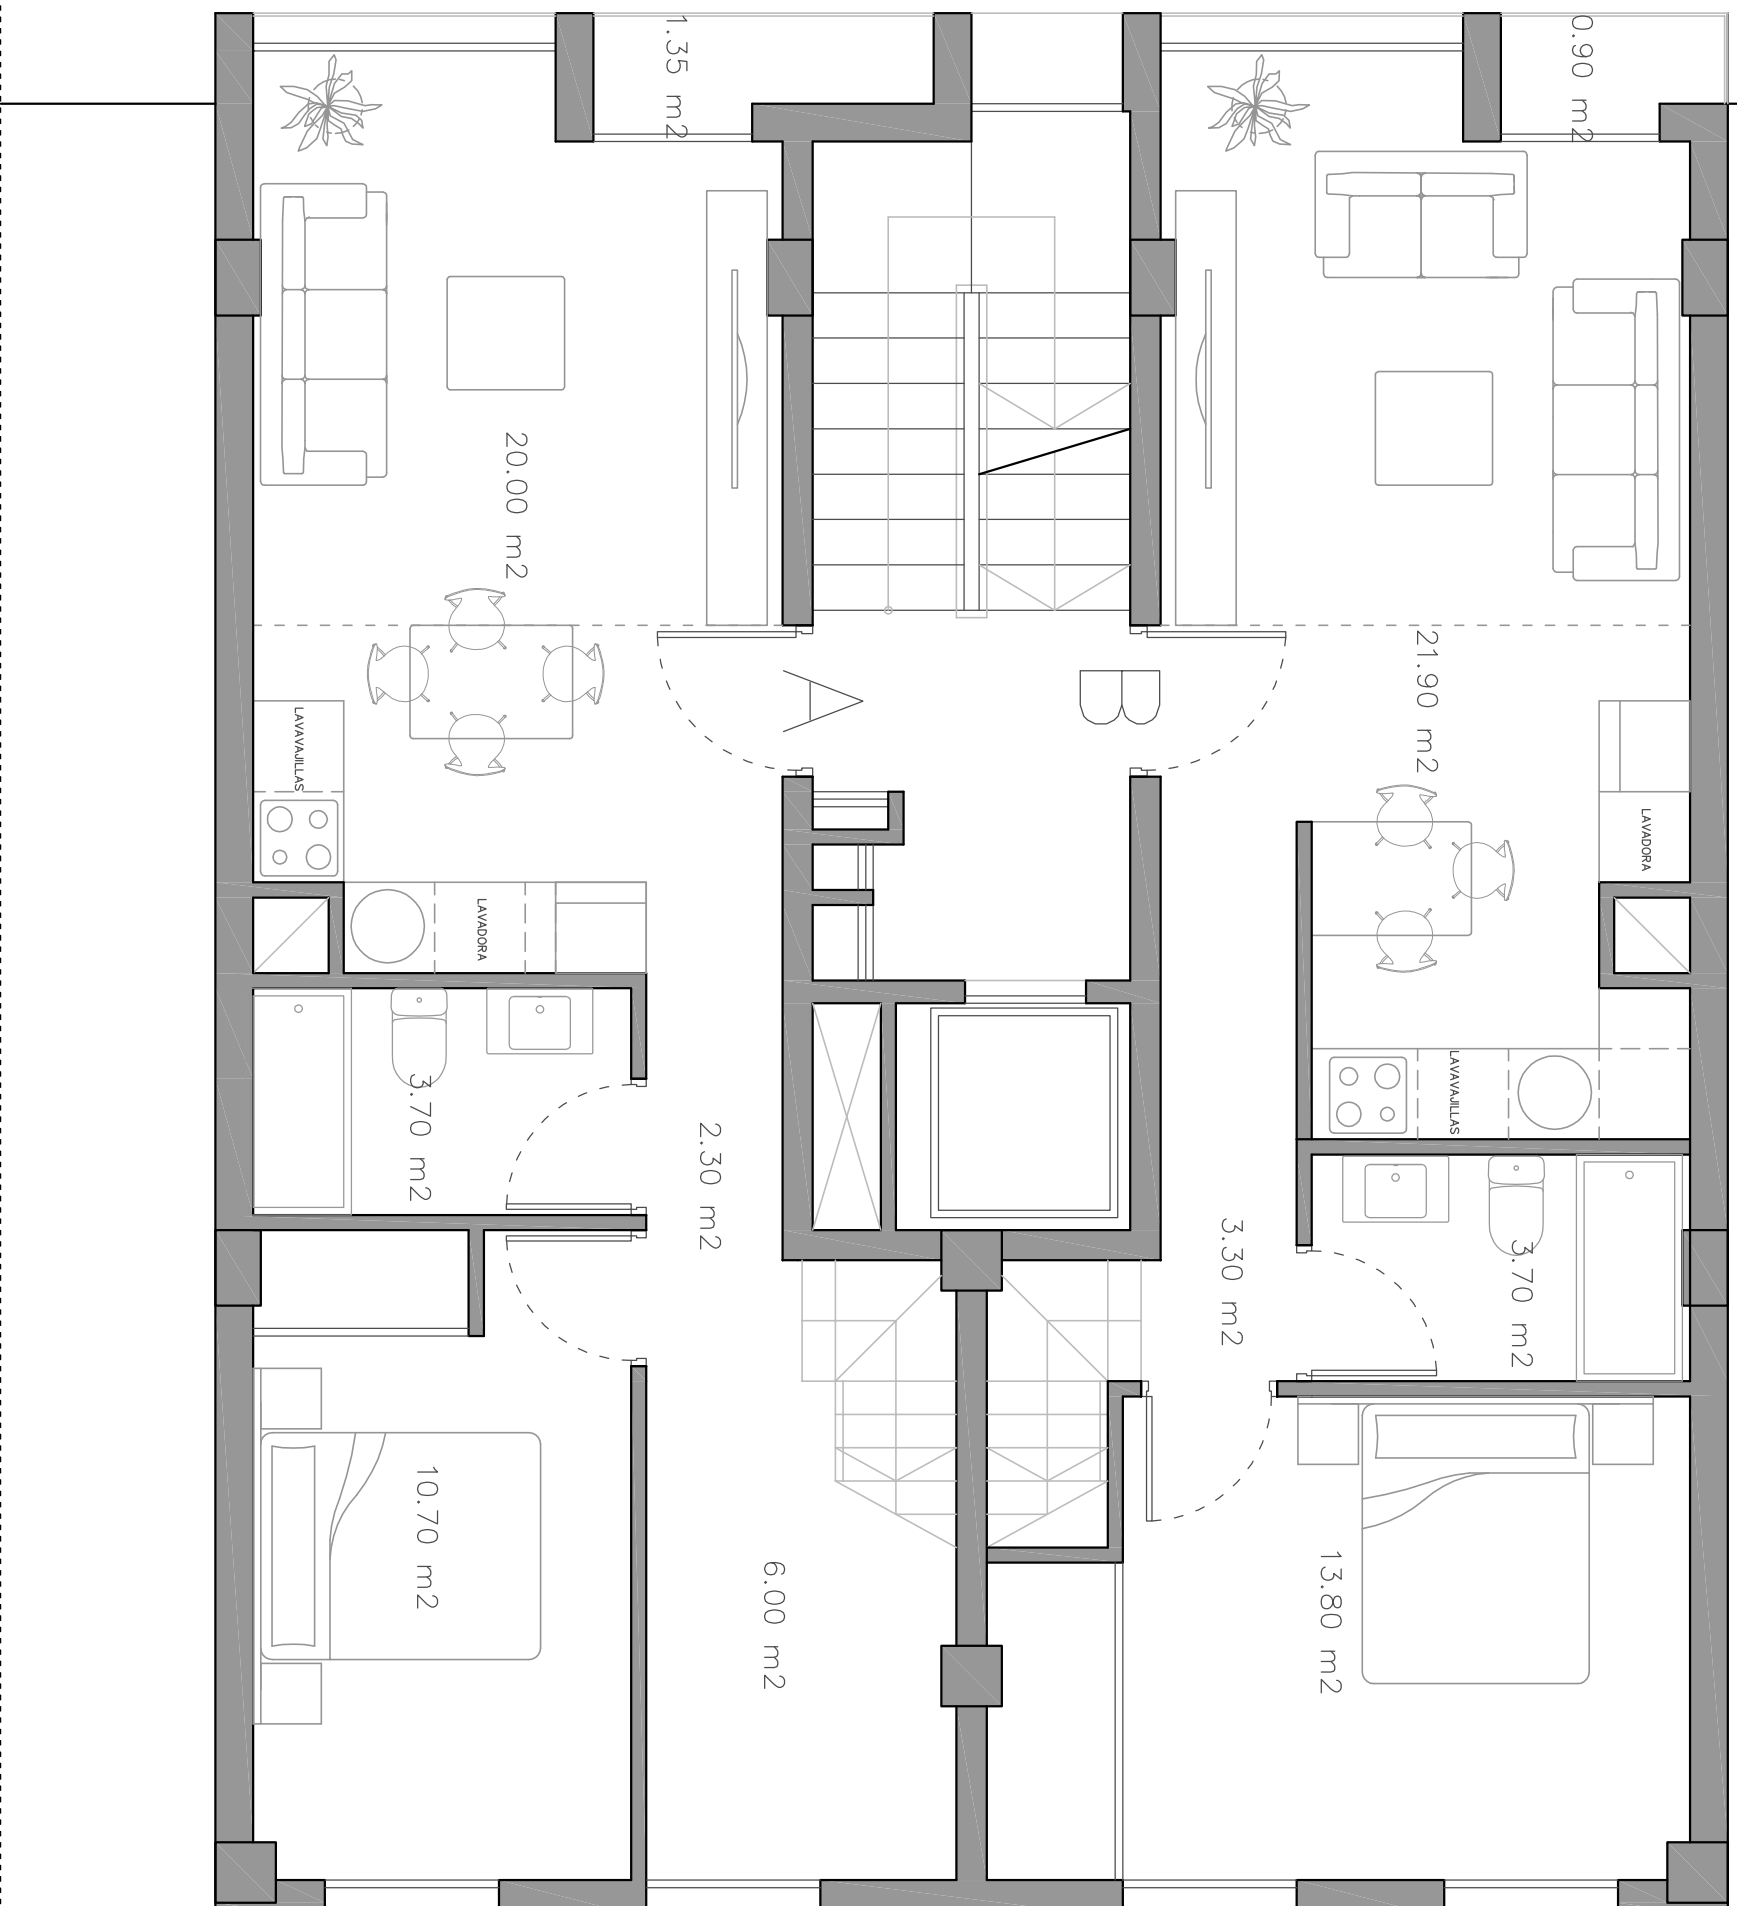 1.35 m2
0.90 m2
20.00 m2
21.90 m2
A
B
LAVAVAJILLAS
LAVADORA
LAVADORA
LAVAVAJILLAS
3.70 m2
2.30 m2
3.30 m2
3.70 m2
10.70 m2
6.00 m2
13.80 m2